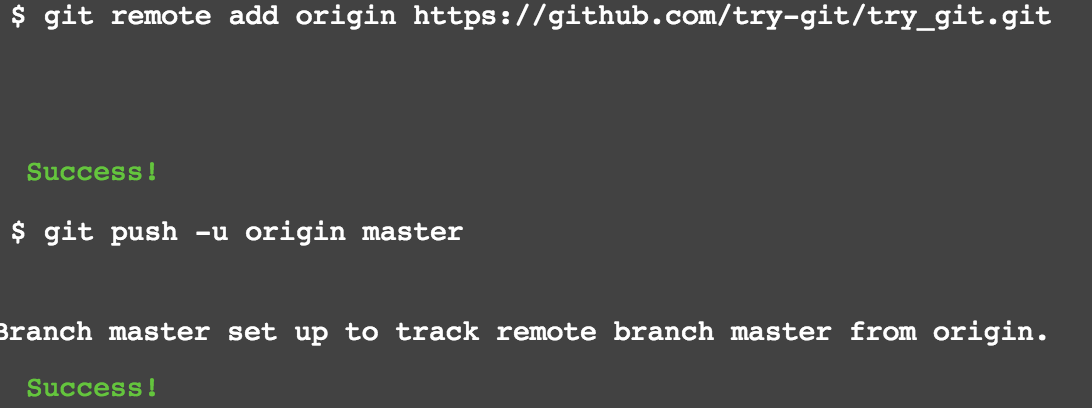 $ git remote add origin https://github.com/try-git/try_git.git
Success!
$ git push -u origin master
Branch master set up to track remote branch master from origin.
Success!